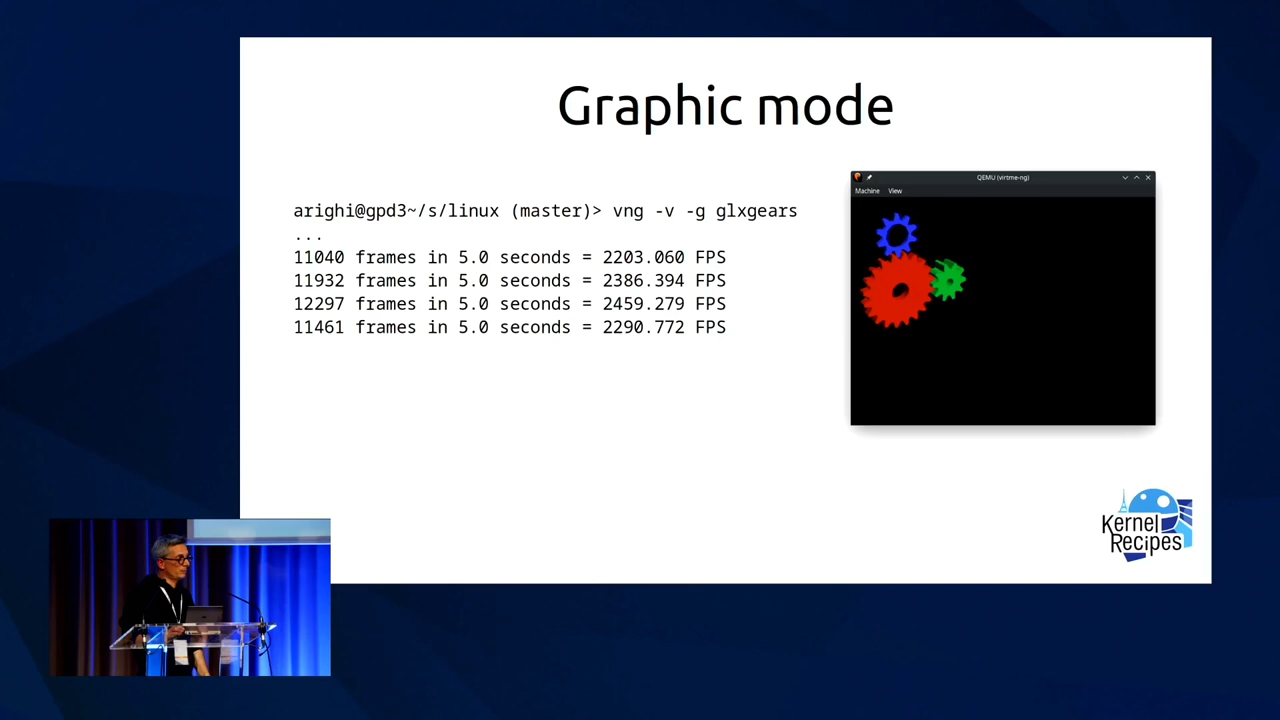 Graphic mode
arighi@gpd3~/s/linux (master)> vng -v -g glxgears
...
11040 frames in 5.0 seconds = 2203.060 FPS
11932 frames in 5.0 seconds = 2386.394 FPS
12297 frames in 5.0 seconds = 2459.279 FPS
11461 frames in 5.0 seconds = 2290.772 FPS
QEMU (virtme-ng)
Machine View
Kernel
Recipes